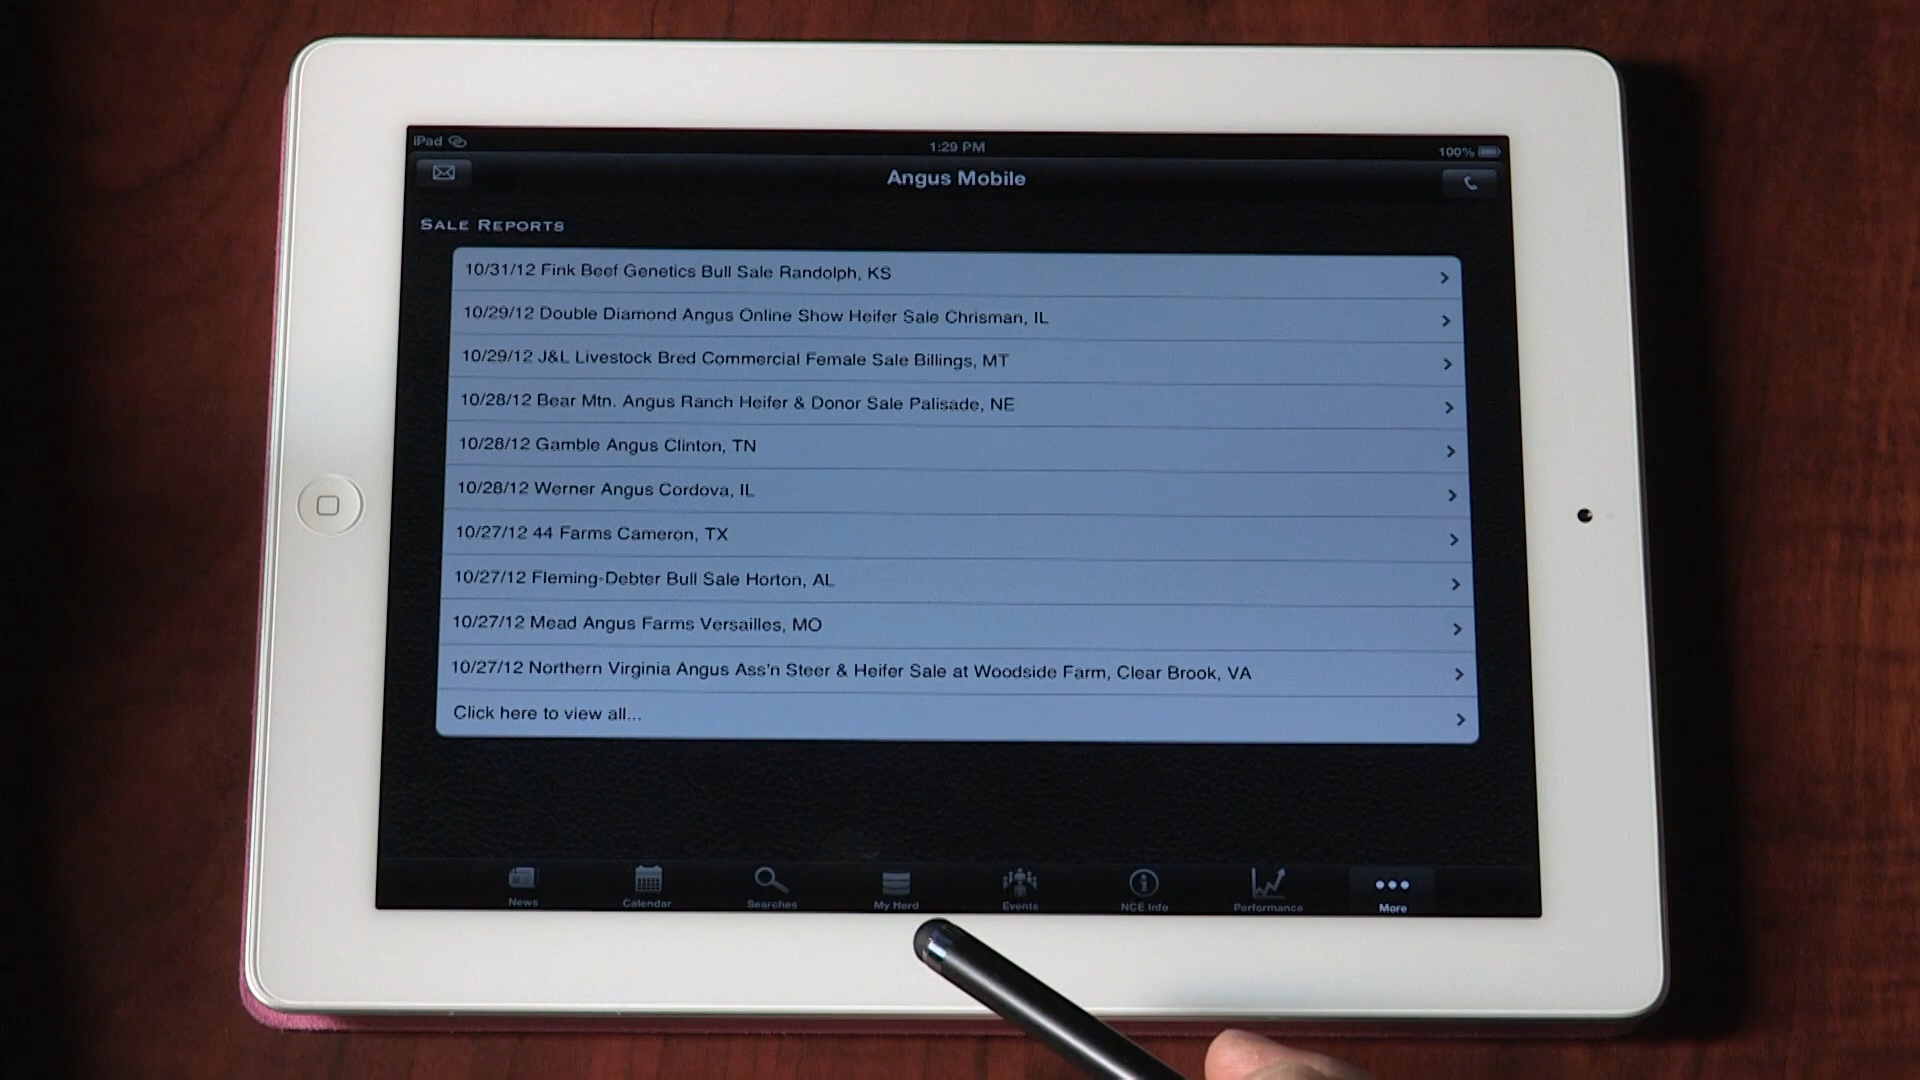 iPad
1:29 PM
100%
Angus Mobile
SALE REPORTS
10/31/12 Fink Beef Genetics Bull Sale Randolph, KS
10/29/12 Double Diamond Angus Online Show Heifer Sale Chrisman, IL
10/29/12 J&L Livestock Bred Commercial Female Sale Billings, MT
10/28/12 Bear Mtn. Angus Ranch Heifer & Donor Sale Palisade, NE
10/28/12 Gamble Angus Clinton, TN
10/28/12 Werner Angus Cordova, IL
10/27/12 44 Farms Cameron, TX
10/27/12 Fleming-Debter Bull Sale Horton, AL
10/27/12 Mead Angus Farms Versailles, MO
10/27/12 Northern Virginia Angus Ass'n Steer & Heifer Sale at Woodside Farm, Clear Brook, VA
Click here to view all...
News
Calendar
Searches
My Herd
Events
NCE Info
Performance
More